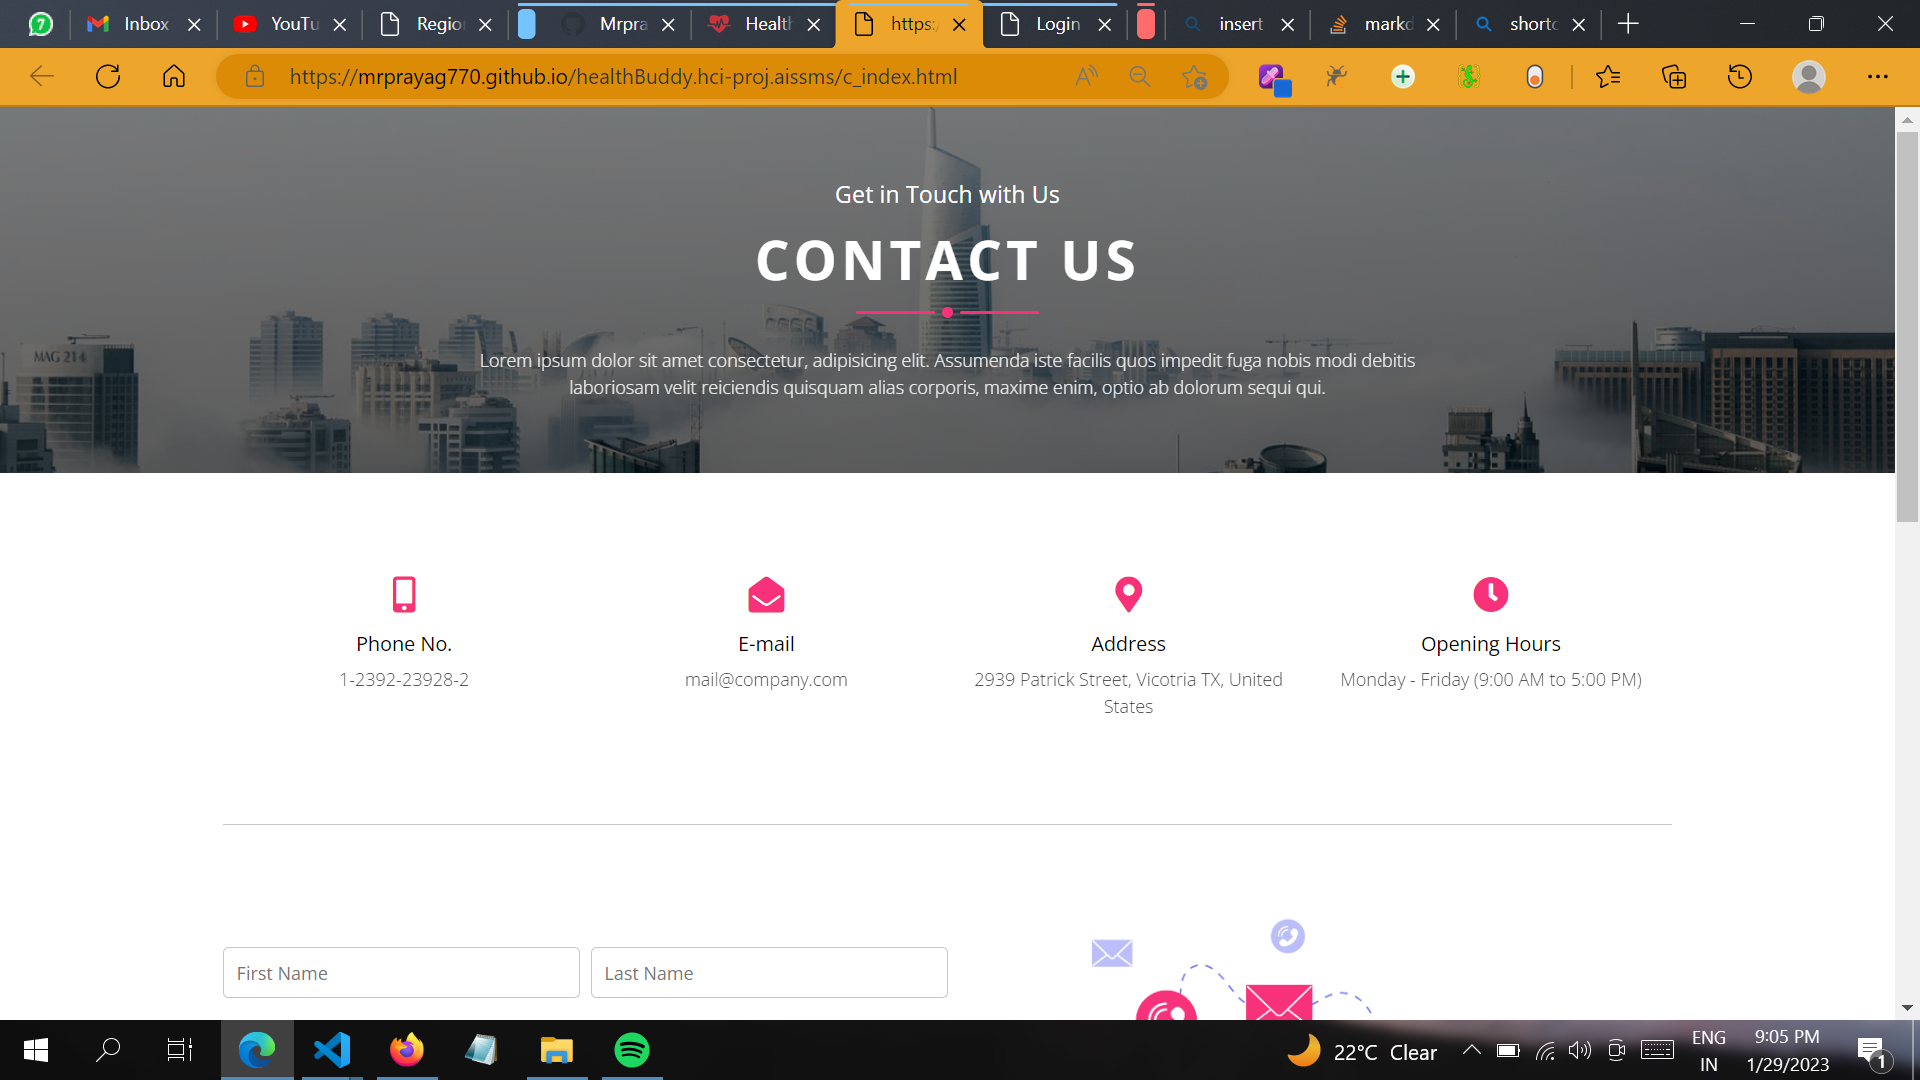 7
Inbox
YouTu
Regio
Mrpra
Health
https:/
Login
insert
markd
shortc
https://mrprayag770.github.io/healthBuddy.hci-proj.aissms/c_index.html
Get in Touch with Us
CONTACT US
MAG 214
Lorem ipsum dolor sit amet consectetur, adipisicing elit. Assumenda iste facilis quos impedit fuga nobis modi debitis
laboriosam velit reiciendis quisquam alias corporis, maxime enim, optio ab dolorum sequi qui.
Phone No.
1-2392-23928-2
E-mail
mail@company.com
Address
2939 Patrick Street, Vicotria TX, United
States
Opening Hours
Monday - Friday (9:00 AM to 5:00 PM)
First Name
Last Name
22°C Clear
ENG
IN
9:05 PM
1/29/2023
1